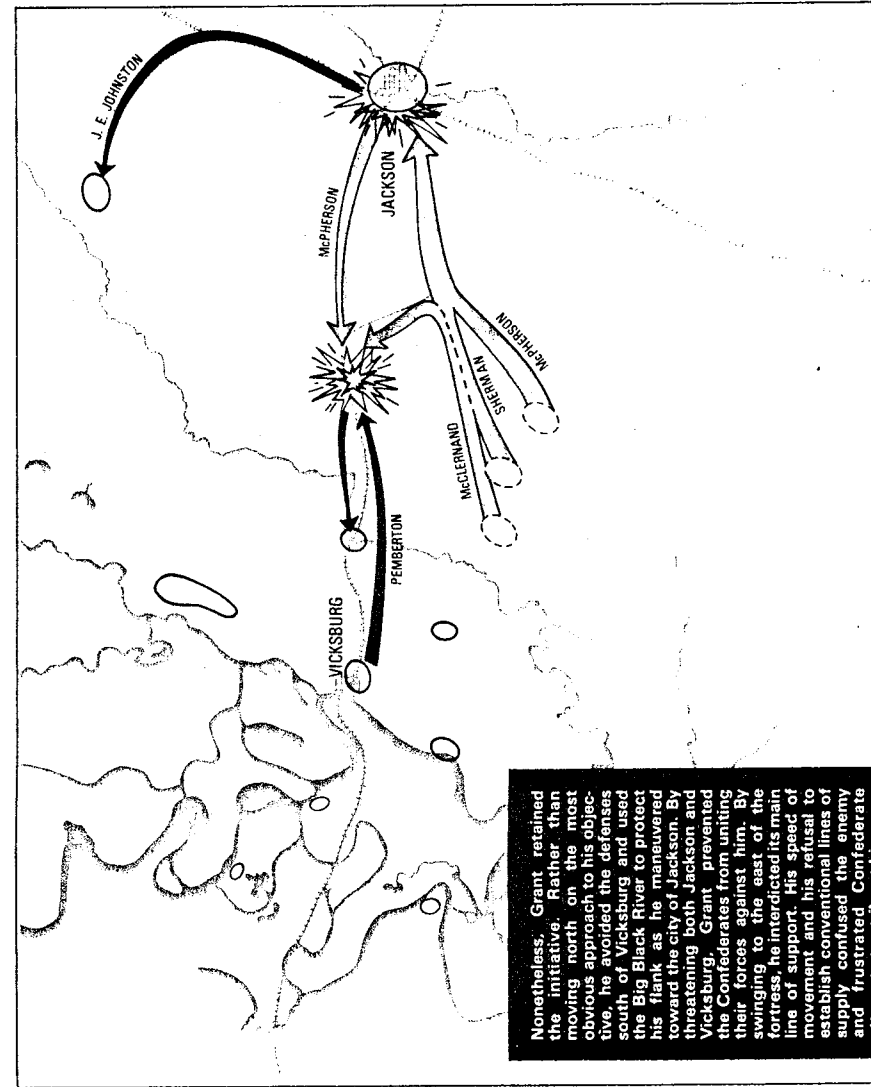 J. E. JOHNSTON
McPHERSON
JACKSON
McPHERSON
SHERMAN
McCLERNAND
PEMBERTON
VICKSBURG
Nonetheless, Grant retained
the initiative. Rather than
moving north on the most
obvious approach to his objec-
tive, he avoided the defenses
south of Vicksburg and used
the Big Black River to protect
his flank as he maneuvered
toward the city of Jackson. By
threatening both Jackson and
Vicksburg, Grant prevented
the Confederates from uniting
their forces against him. By
swinging to the east of the
fortress, he interdicted its main
line of support. His speed of
movement and his refusal to
establish conventional lines of
supply confused the enemy
and frustrated Confederate